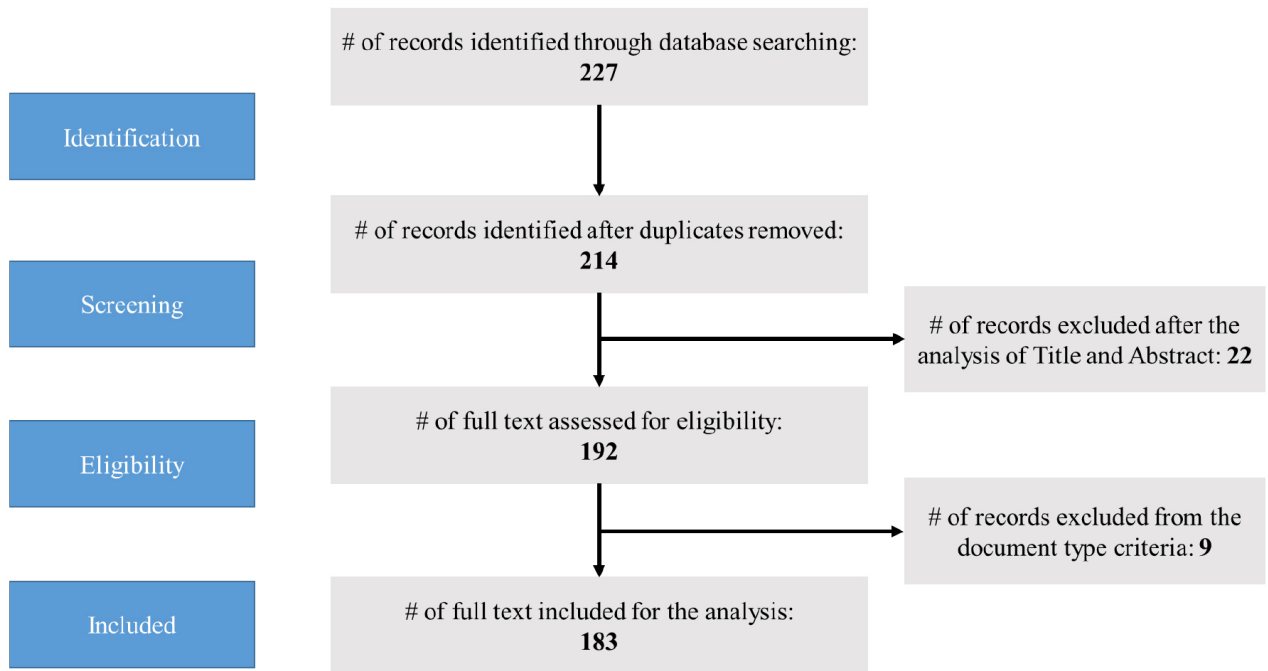 # of records identified through database searching:
227
Identification
# of records identified after duplicates removed:
214
Screening
# of records excluded after the
analysis of Title and Abstract: 22
# of full text assessed for eligibility:
192
Eligibility
# of records excluded from the
document type criteria: 9
# of full text included for the analysis:
183
Included